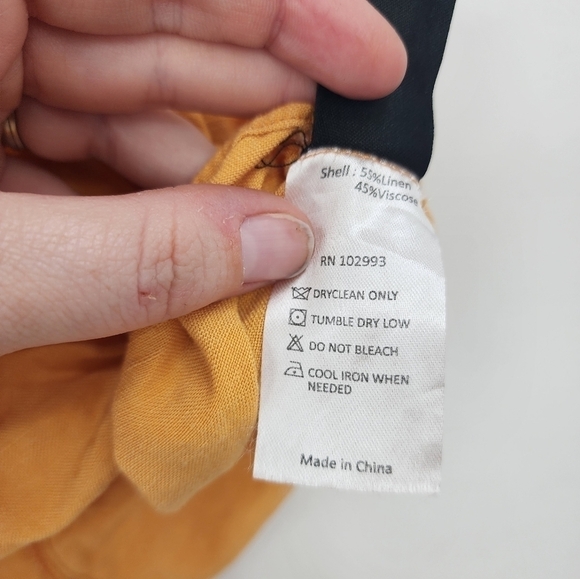 Shell : 55%Linen
45%Viscose
RN 102993
DRYCLEAN ONLY
TUMBLE DRY LOW
DO NOT BLEACH
COOL IRON WHEN
NEEDED
Made in China